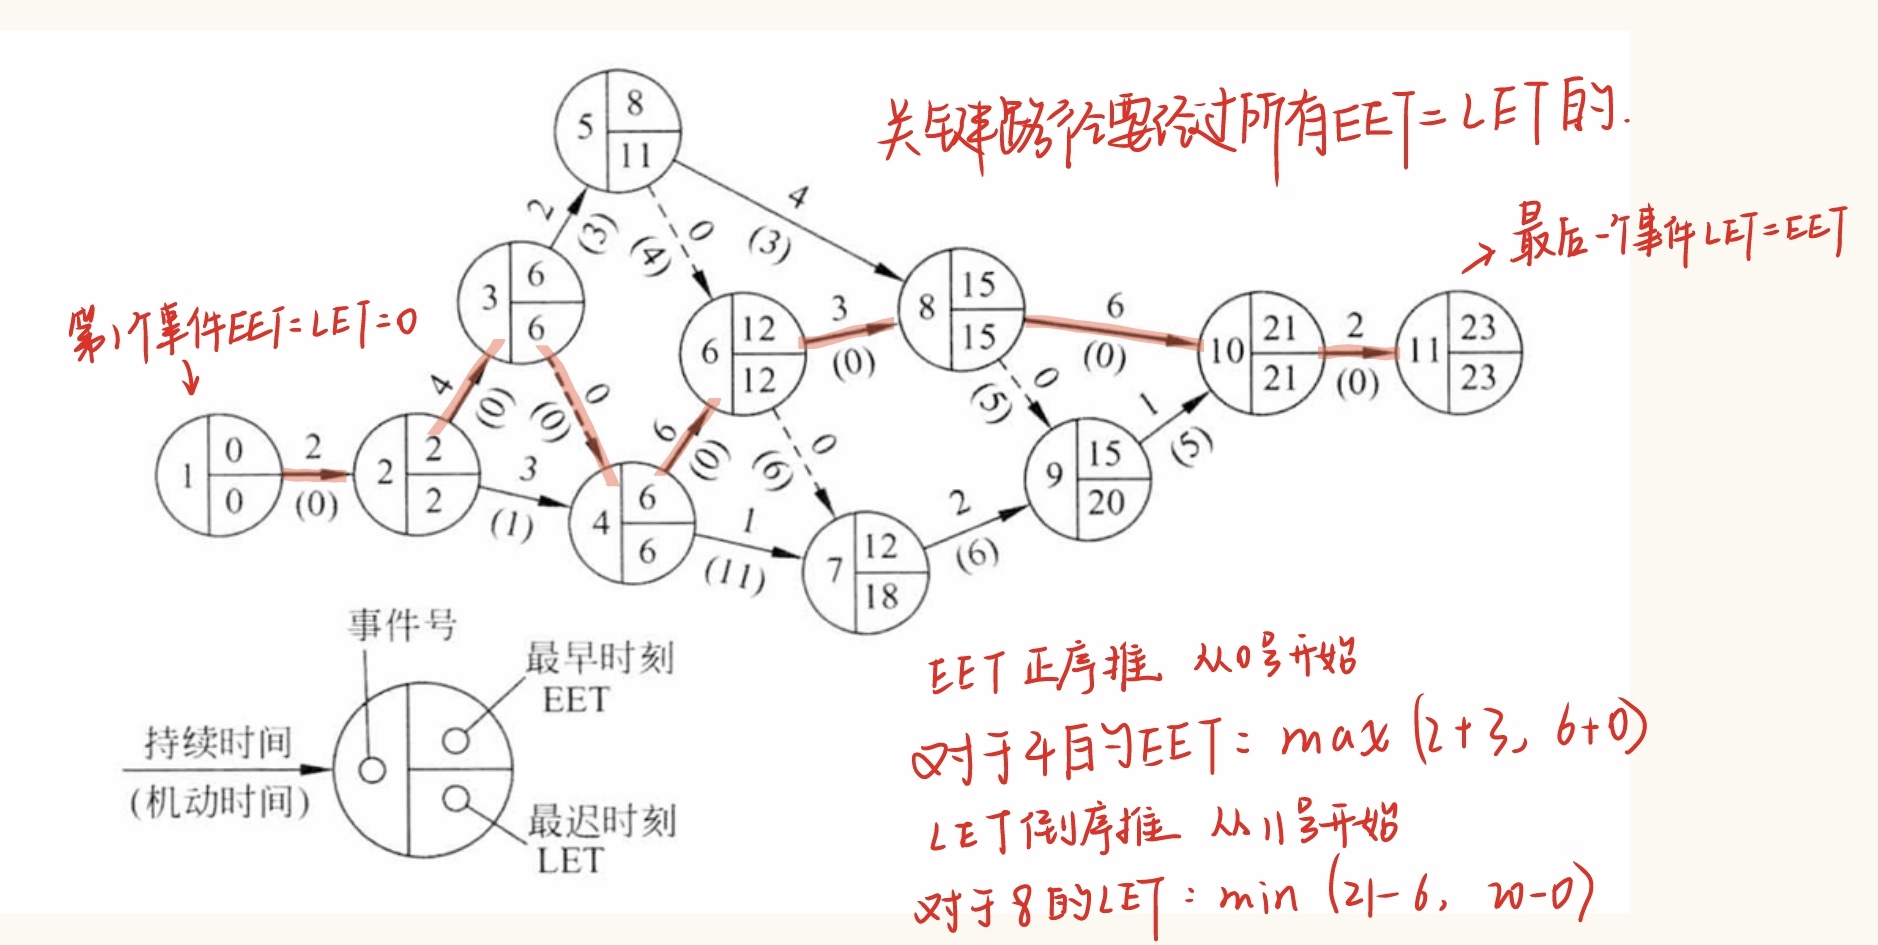 关键路径要经过所有EET=LET的.
最后一个事件LET=EET
第1个事件EET=LET=0
5 8 11
2
(3)
0
(4)
4
(3)
3 6 6
4
(0)
0
(0)
6 12 12
3
(0)
8 15 15
6
(0)
10 21 21
2
(0)
11 23 23
1 0 0
2
(0)
2 2 2
3
(1)
4 6 6
6
(0)
0
(6)
1
(11)
7 12 18
2
(6)
0
(5)
9 15 20
1
(5)
事件号
最早时刻
EET
持续时间
(机动时间)
最迟时刻
LET
EET正序推 从0号开始
对于4目的EET: max (2+3, 6+0)
LET倒序推 从11号开始
对于8的LET: min (21-6, 20-0)